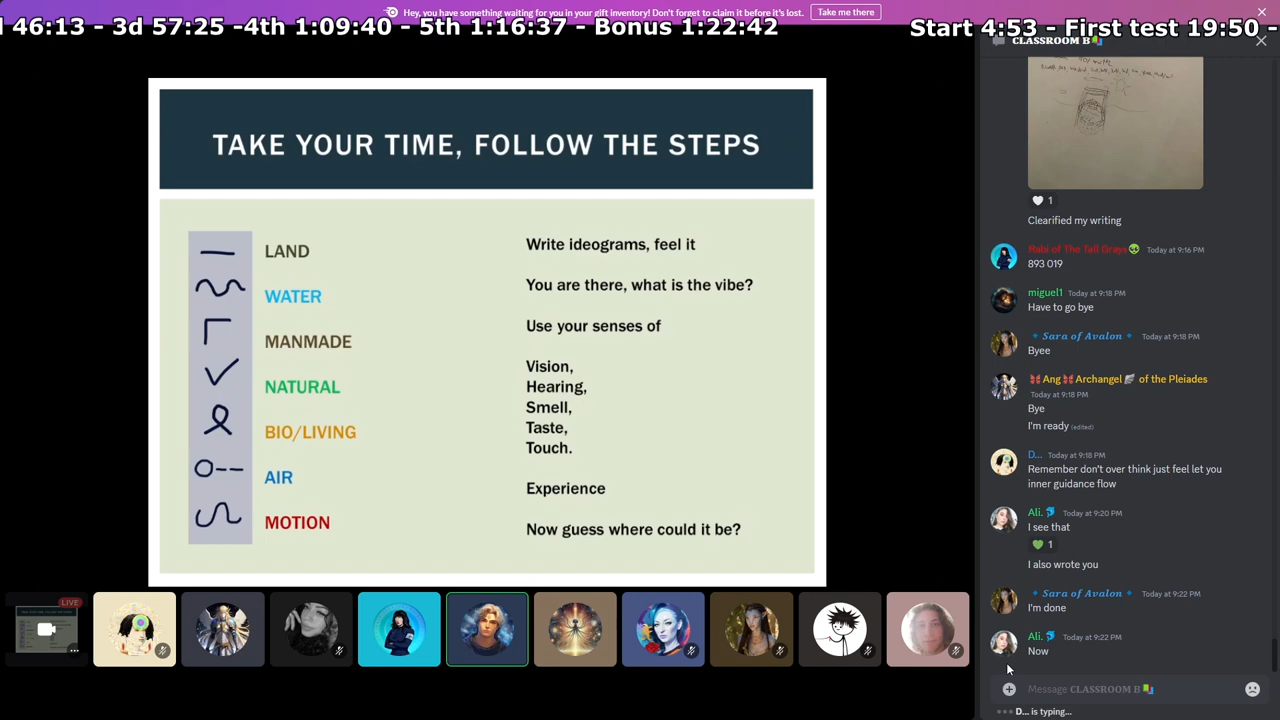 Hey, you have something waiting for you in your gift inventory! Don't forget to claim it before it's lost.
Take me there
46:13 - 3d 57:25 -4th 1:09:40 - 5th 1:16:37 - Bonus 1:22:42
Start 4:53 - First test 19:50 -
CLASSROOM B
TAKE YOUR TIME, FOLLOW THE STEPS
LAND
WATER
MANMADE
NATURAL
BIO/LIVING
AIR
MOTION
Write ideograms, feel it
You are there, what is the vibe?
Use your senses of
Vision,
Hearing,
Smell,
Taste,
Touch.
Experience
Now guess where could it be?
LIVE
1
Clearified my writing
Rabi of The Tall Grays👽 Today at 9:16 PM
893 019
miguel1 Today at 9:18 PM
Have to go bye
Sara of Avalon Today at 9:18 PM
Byee
Ang Archangel of the Pleiades
Today at 9:18 PM
Bye
I'm ready (edited)
D... Today at 9:18 PM
Remember don't over think just feel let you
inner guidance flow
Ali. Today at 9:20 PM
I see that
1
I also wrote you
Sara of Avalon Today at 9:22 PM
I'm done
Ali. Today at 9:22 PM
Now
Message CLASSROOM B
D... is typing...